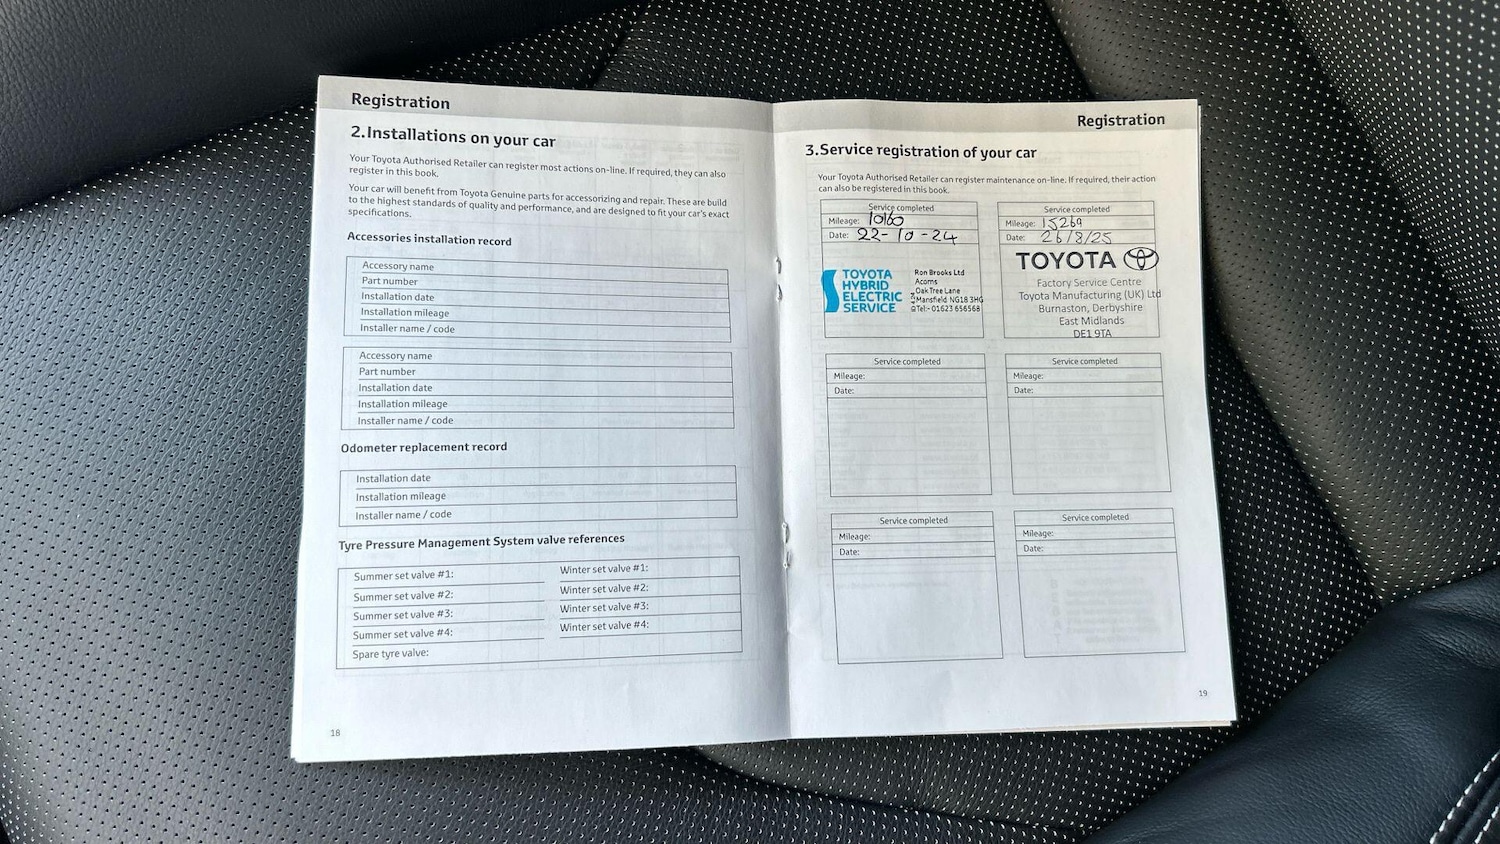 Registration
2.Installations on your car
Your Toyota Authorised Retailer can register most actions on-line. If required, they can also
register in this book.
Your car will benefit from Toyota Genuine parts for accessorizing and repair. These are build
to the highest standards of quality and performance, and are designed to fit your car's exact
specifications.
Accessories installation record
Accessory name
Part number
Installation date
Installation mileage
Installer name / code
Accessory name
Part number
Installation date
Installation mileage
Installer name / code
Odometer replacement record
Installation date
Installation mileage
Installer name / code
Tyre Pressure Management System valve references
Summer set valve #1: Winter set valve #1:
Summer set valve #2: Winter set valve #2:
Summer set valve #3: Winter set valve #3:
Summer set valve #4: Winter set valve #4:
Spare tyre valve:
18
Registration
3.Service registration of your car
Your Toyota Authorised Retailer can register maintenance on-line. If required, their action
can also be registered in this book.
Service completed
Mileage: 10160
Date: 22-10-24
TOYOTA
HYBRID
ELECTRIC
SERVICE
Ron Brooks Ltd
Acorns
Oak Tree Lane
Mansfield NG18 3HG
Tel:- 01623 656568
Service completed
Mileage: 15269
Date: 26/8/25
TOYOTA
Factory Service Centre
Toyota Manufacturing (UK) Ltd
Burnaston, Derbyshire
East Midlands
DE1 9TA
Service completed
Mileage:
Date:
Service completed
Mileage:
Date:
Service completed
Mileage:
Date:
Service completed
Mileage:
Date:
19